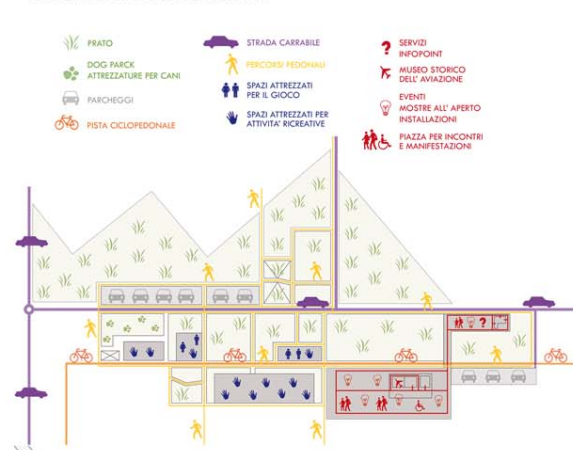 PRATO
DOG PARCK
ATTREZZATURE PER CANI
PARCHEGGI
PISTA CICLOPEDONALE
STRADA CARRABILE
PERCORSI PEDONALI
SPAZI ATTREZZATI
PER IL GIOCO
SPAZI ATTREZZATI PER
ATTIVITA' RICREATIVE
?
SERVIZI
INFOPOINT
MUSEO STORICO
DELL' AVIAZIONE
EVENTI
MOSTRE ALL' APERTO
INSTALLAZIONI
PIAZZA PER INCONTRI
E MANIFESTAZIONI
?